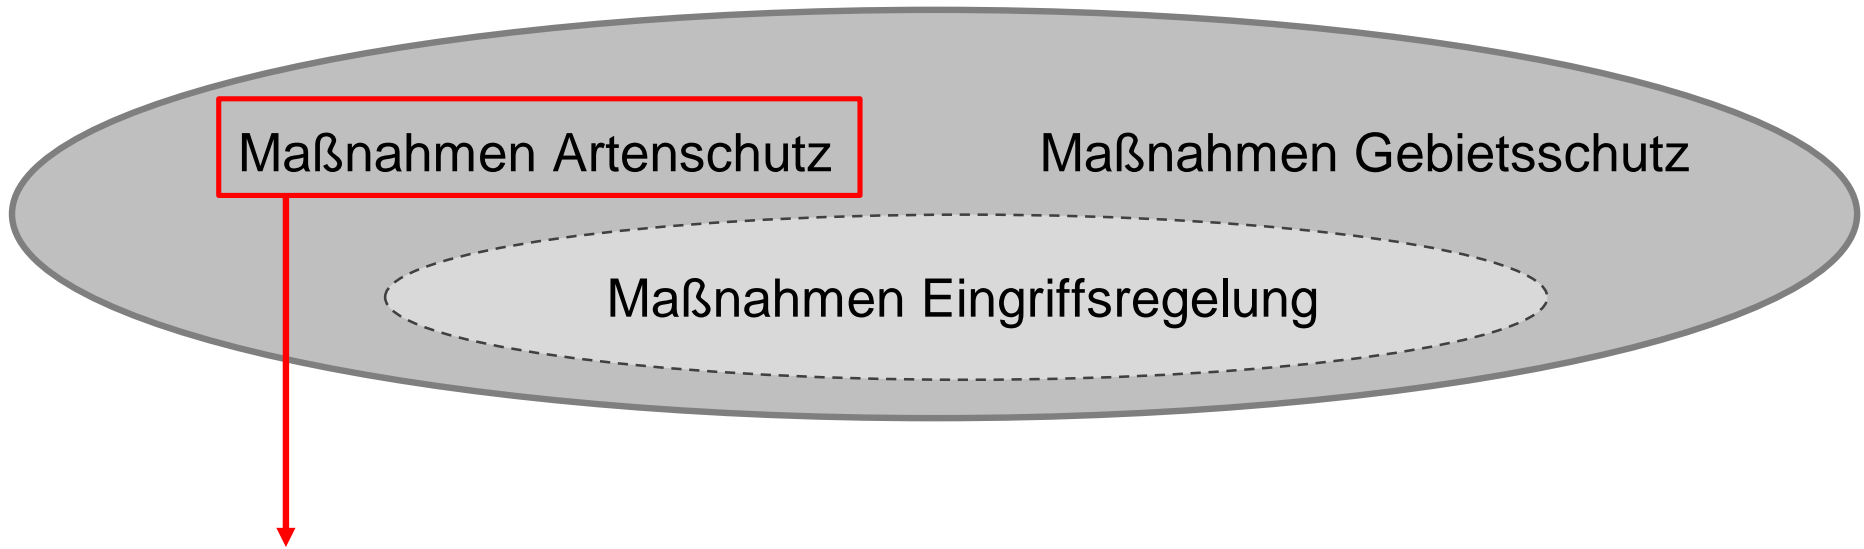 Maßnahmen Artenschutz
Maßnahmen Gebietsschutz
Maßnahmen Eingriffsregelung